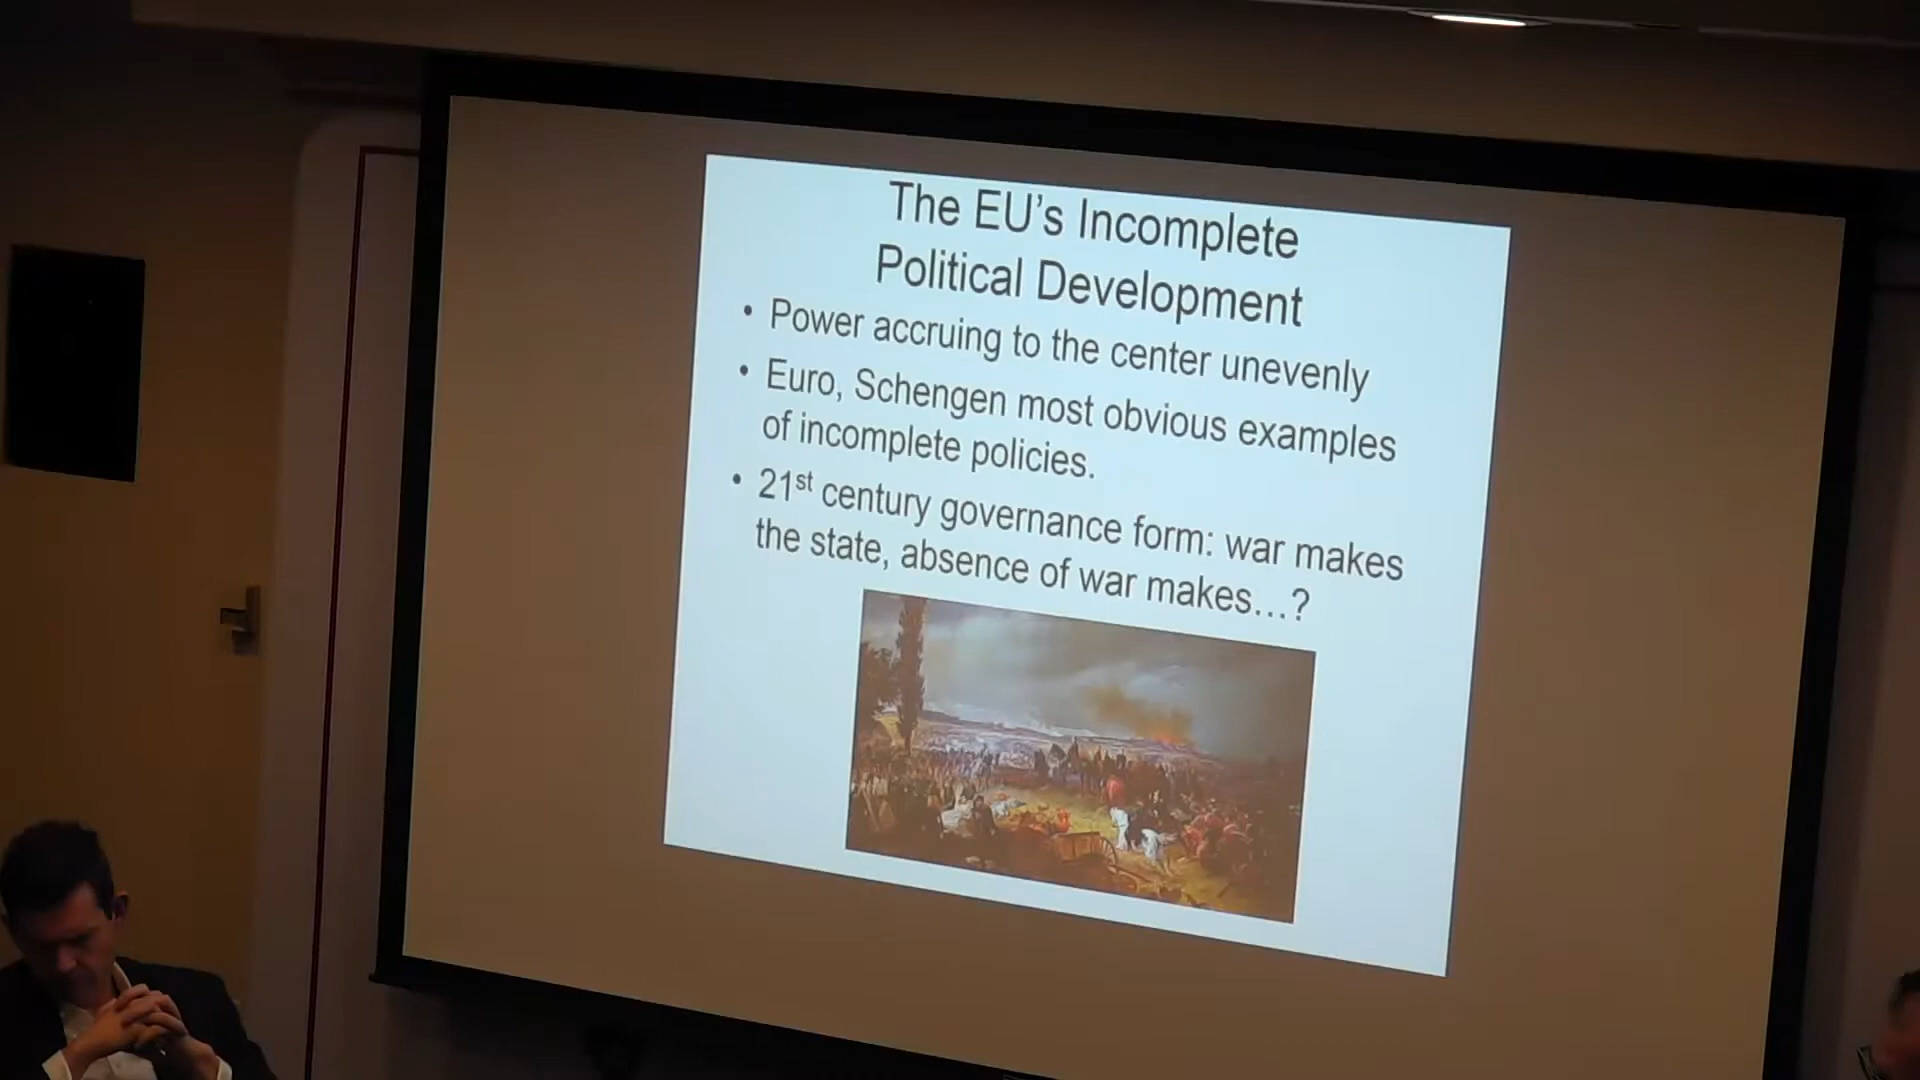 The EU's Incomplete
Political Development
• Power accruing to the center unevenly
• Euro, Schengen most obvious examples
of incomplete policies.
• 21st century governance form: war makes
the state, absence of war makes…?